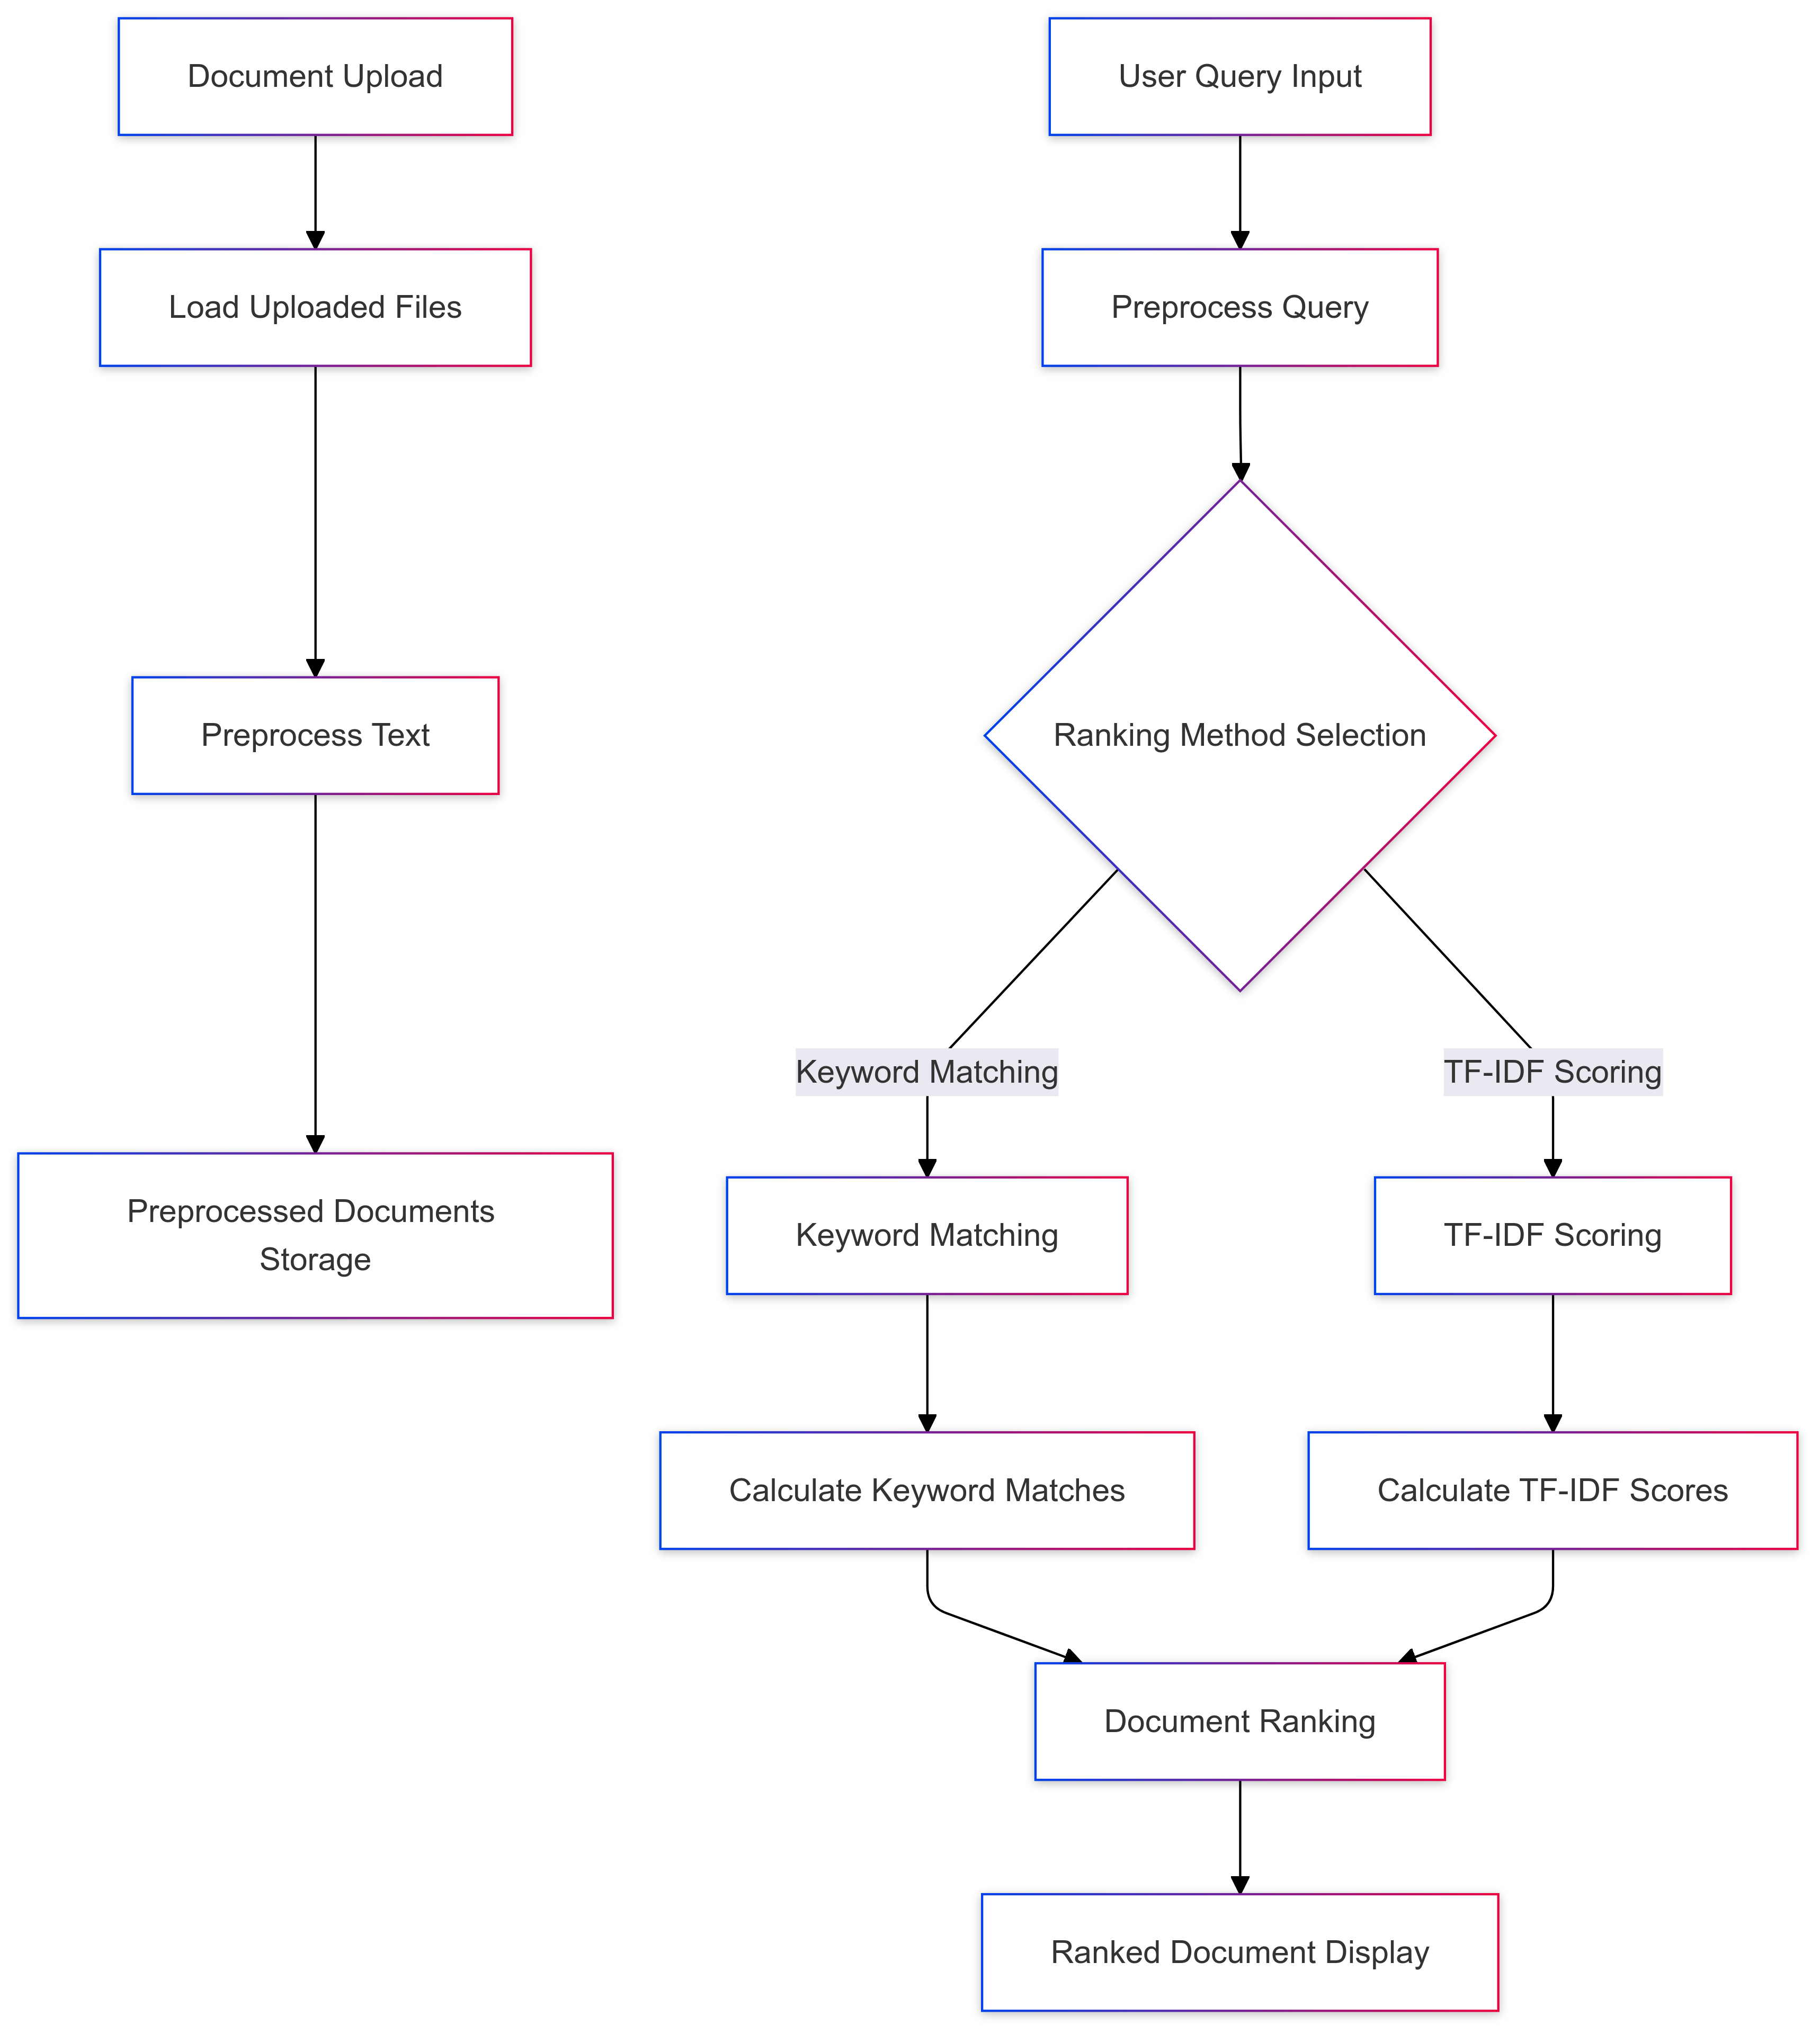 Document Upload
User Query Input
Load Uploaded Files
Preprocess Query
Preprocess Text
Ranking Method Selection
Keyword Matching
TF-IDF Scoring
Preprocessed Documents
Storage
Keyword Matching
TF-IDF Scoring
Calculate Keyword Matches
Calculate TF-IDF Scores
Document Ranking
Ranked Document Display